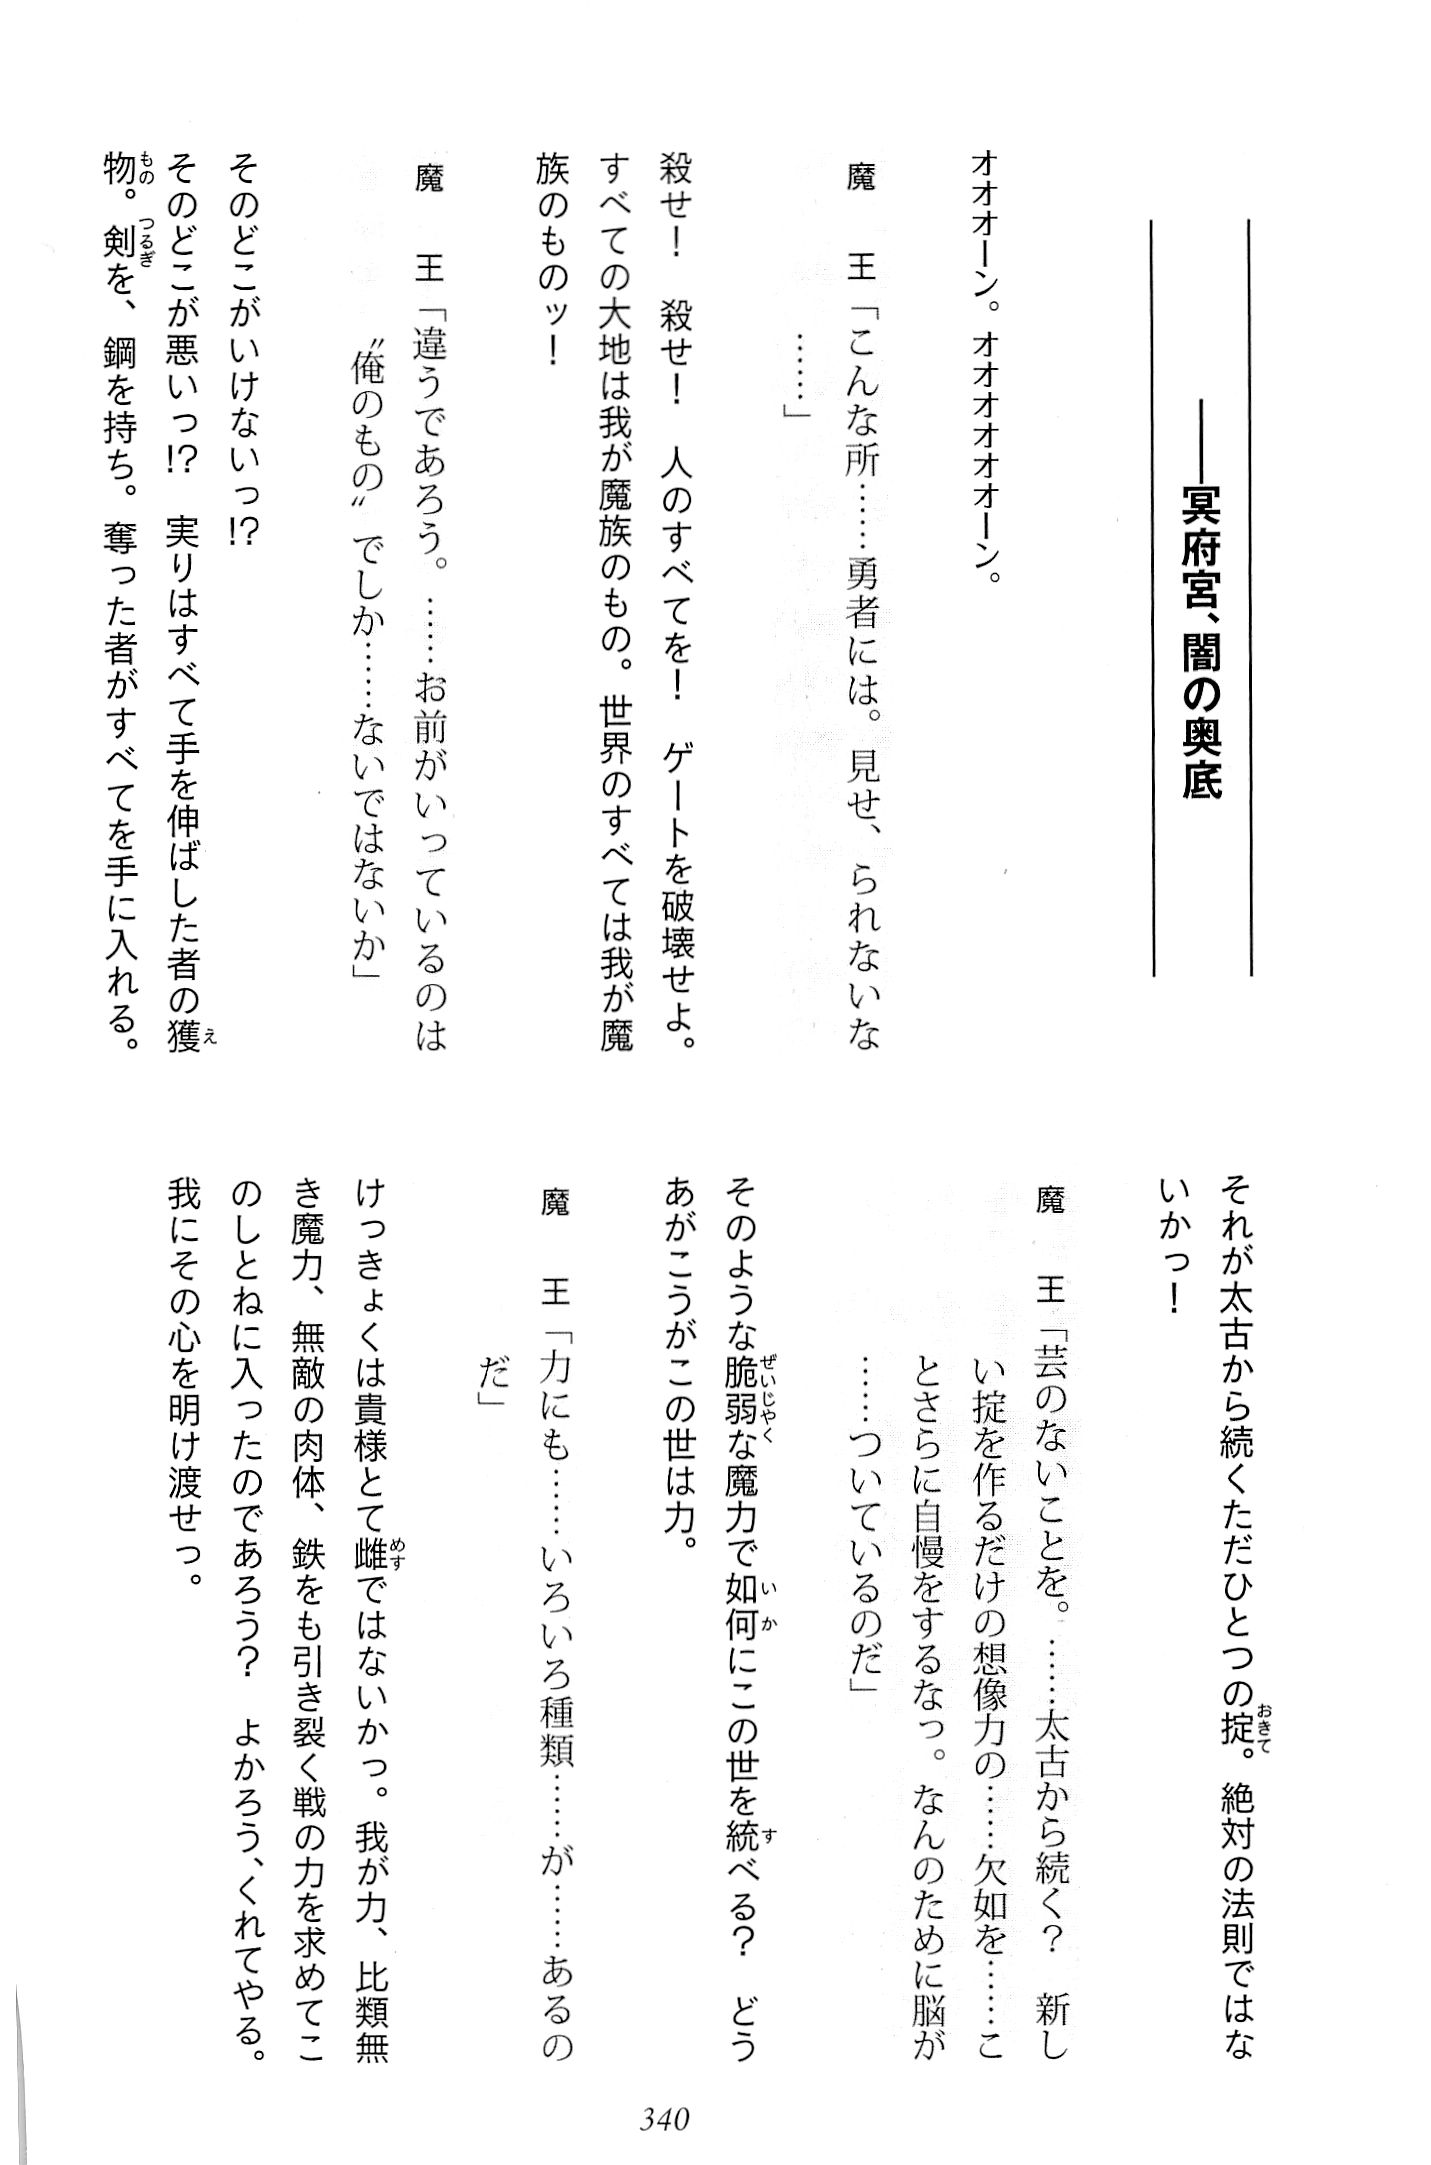 ――冥府宮、闇の奥底
オオオーン。オオオオオオーン。
魔　王「こんな所……勇者には。見せ、られないな
……」
殺せ！　殺せ！　人のすべてを！　ゲートを破壊せよ。
すべての大地は我が魔族のもの。世界のすべては我が魔
族のものッ！
魔　王「違うであろう。……お前がいっているのは
〝俺のもの〟でしか……ないではないか」
そのどこがいけないっ!?
そのどこが悪いっ!?　実りはすべて手を伸ばした者の獲
物。剣を、鋼を持ち。奪った者がすべてを手に入れる。
それが太古から続くただひとつの掟。絶対の法則ではな
いかっ！
魔　王「芸のないことを。……太古から続く？　新し
い掟を作るだけの想像力の……欠如を……こ
とさらに自慢をするなっ。なんのために脳が
……ついているのだ」
そのような脆弱な魔力で如何にこの世を統べる？　どう
あがこうがこの世は力。
魔　王「力にも……いろいろ種類……が……あるの
だ」
けっきょくは貴様とて雌ではないかっ。我が力、比類無
き魔力、無敵の肉体、鉄をも引き裂く戦の力を求めてこ
のしとねに入ったのであろう？　よかろう、くれてやる。
我にその心を明け渡せっ。
340